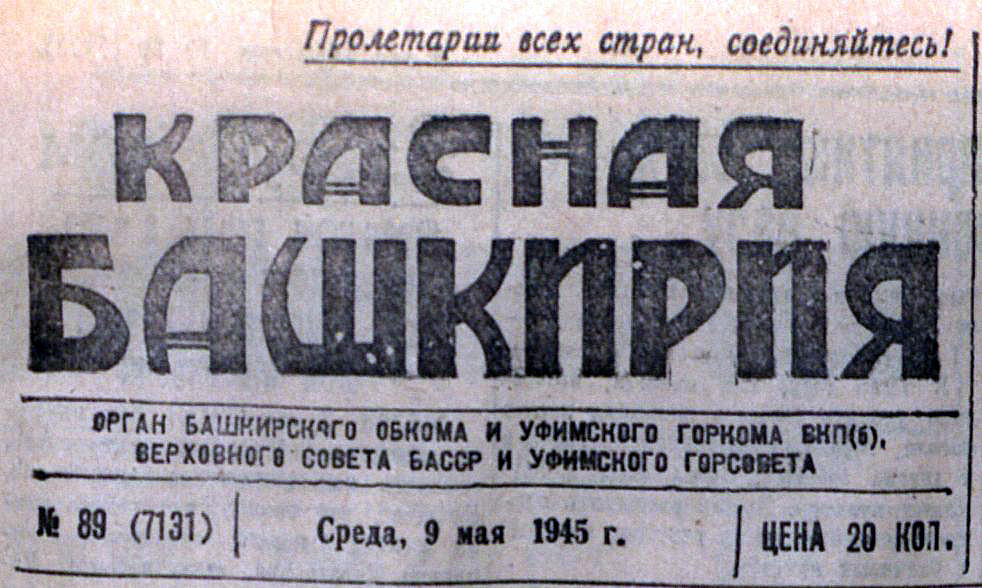 Пролетарии всех стран, соединяйтесь!
КРАСНАЯ
БАШКИРИЯ
ОРГАН БАШКИРСКОГО ОБКОМА И УФИМСКОГО ГОРКОМА ВКП(б),
ВЕРХОВНОГО СОВЕТА БАССР И УФИМСКОГО ГОРСОВЕТА
№ 89 (7131) | Среда, 9 мая 1945 г. | ЦЕНА 20 КОП.